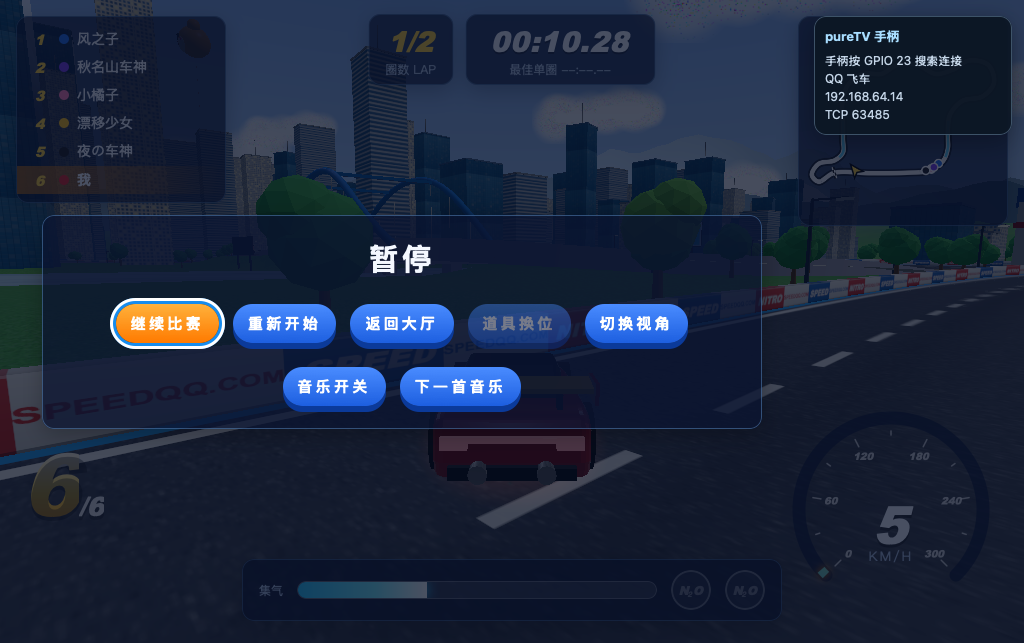 1 风之子
2 秋名山车神
3 小橘子
4 漂移少女
5 夜の车神
6 我
1/2
圈数 LAP
00:10.28
最佳单圈 --:--.--
pureTV 手柄
手柄按 GPIO 23 搜索连接
QQ 飞车
192.168.64.14
TCP 63485
暂停
继续比赛
重新开始
返回大厅
道具换位
切换视角
音乐开关
下一首音乐
SPEEDQQ.COM
SPEED
NITRO
SPEED
NITRO
6/6
0
60
120
180
240
300
5
KM/H
集气
N₂O
N₂O